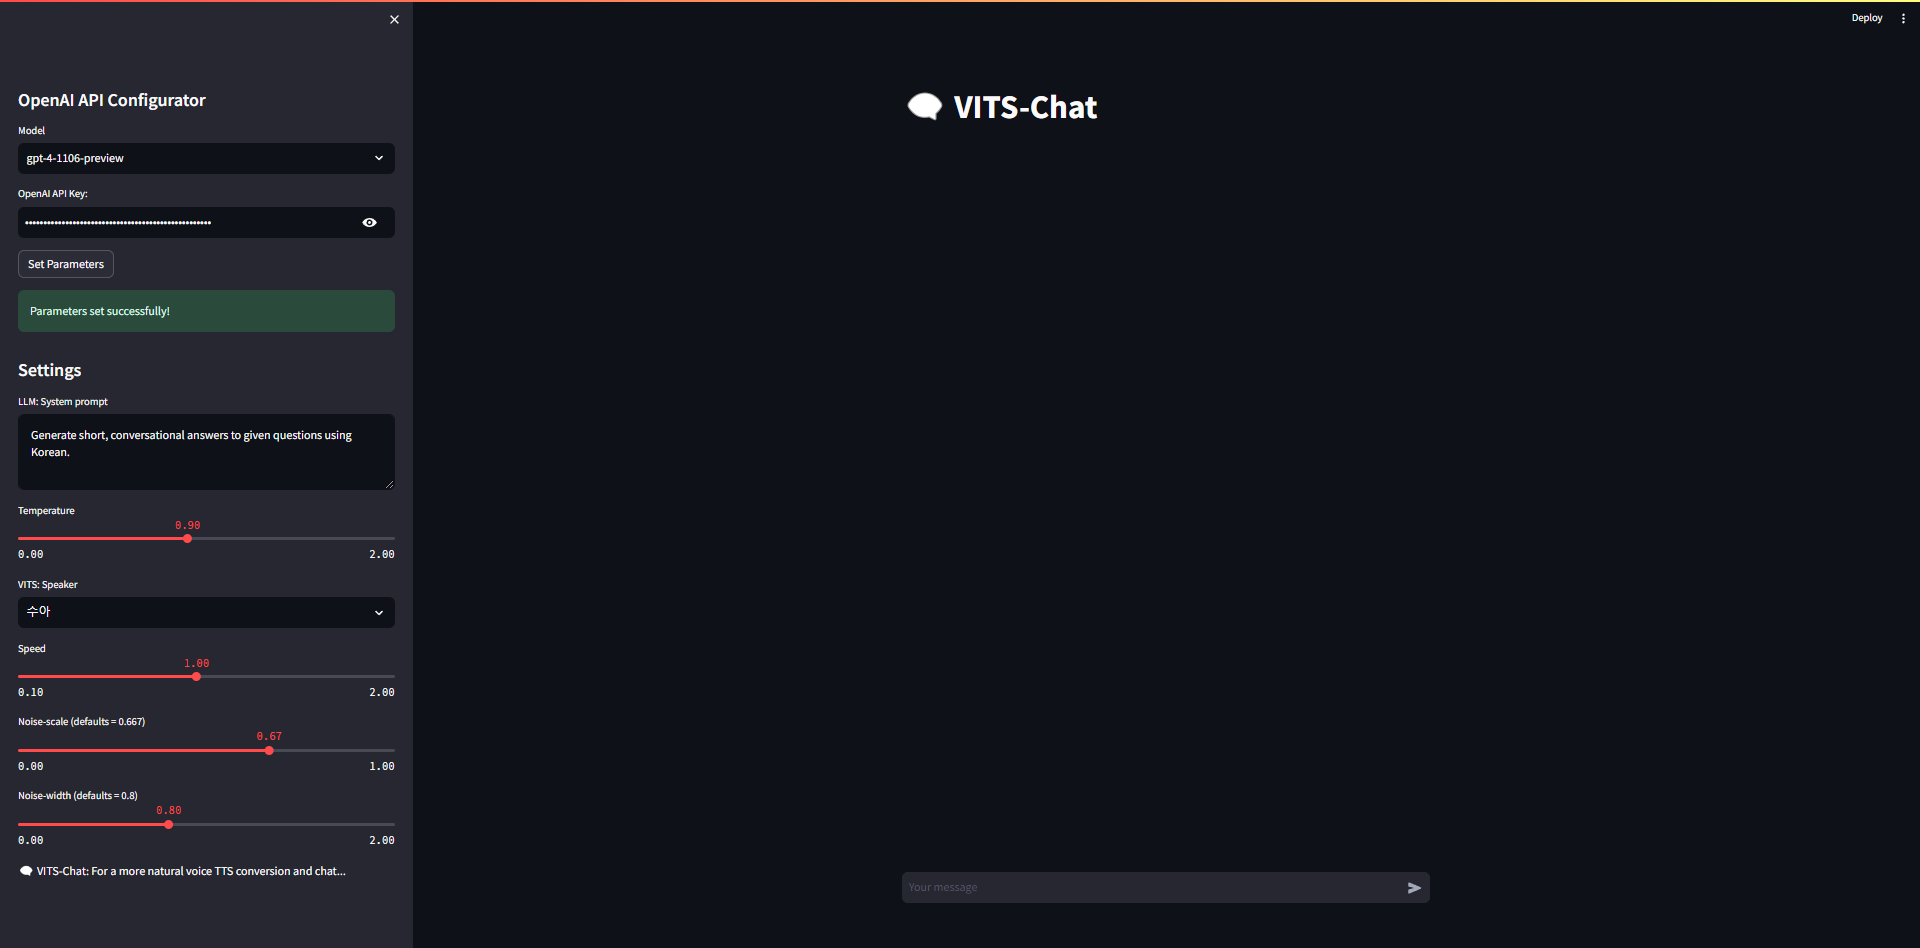 Deploy
OpenAI API Configurator
Model
gpt-4-1106-preview
OpenAI API Key:
••••••••••••••••••••••••••••••••••••••••••••••••••••
Set Parameters
Parameters set successfully!
Settings
LLM: System prompt
Generate short, conversational answers to given questions using
Korean.
Temperature
0.90
0.00 2.00
VITS: Speaker
수아
Speed
1.00
0.10 2.00
Noise-scale (defaults = 0.667)
0.67
0.00 1.00
Noise-width (defaults = 0.8)
0.80
0.00 2.00
VITS-Chat: For a more natural voice TTS conversion and chat...
VITS-Chat
Your message